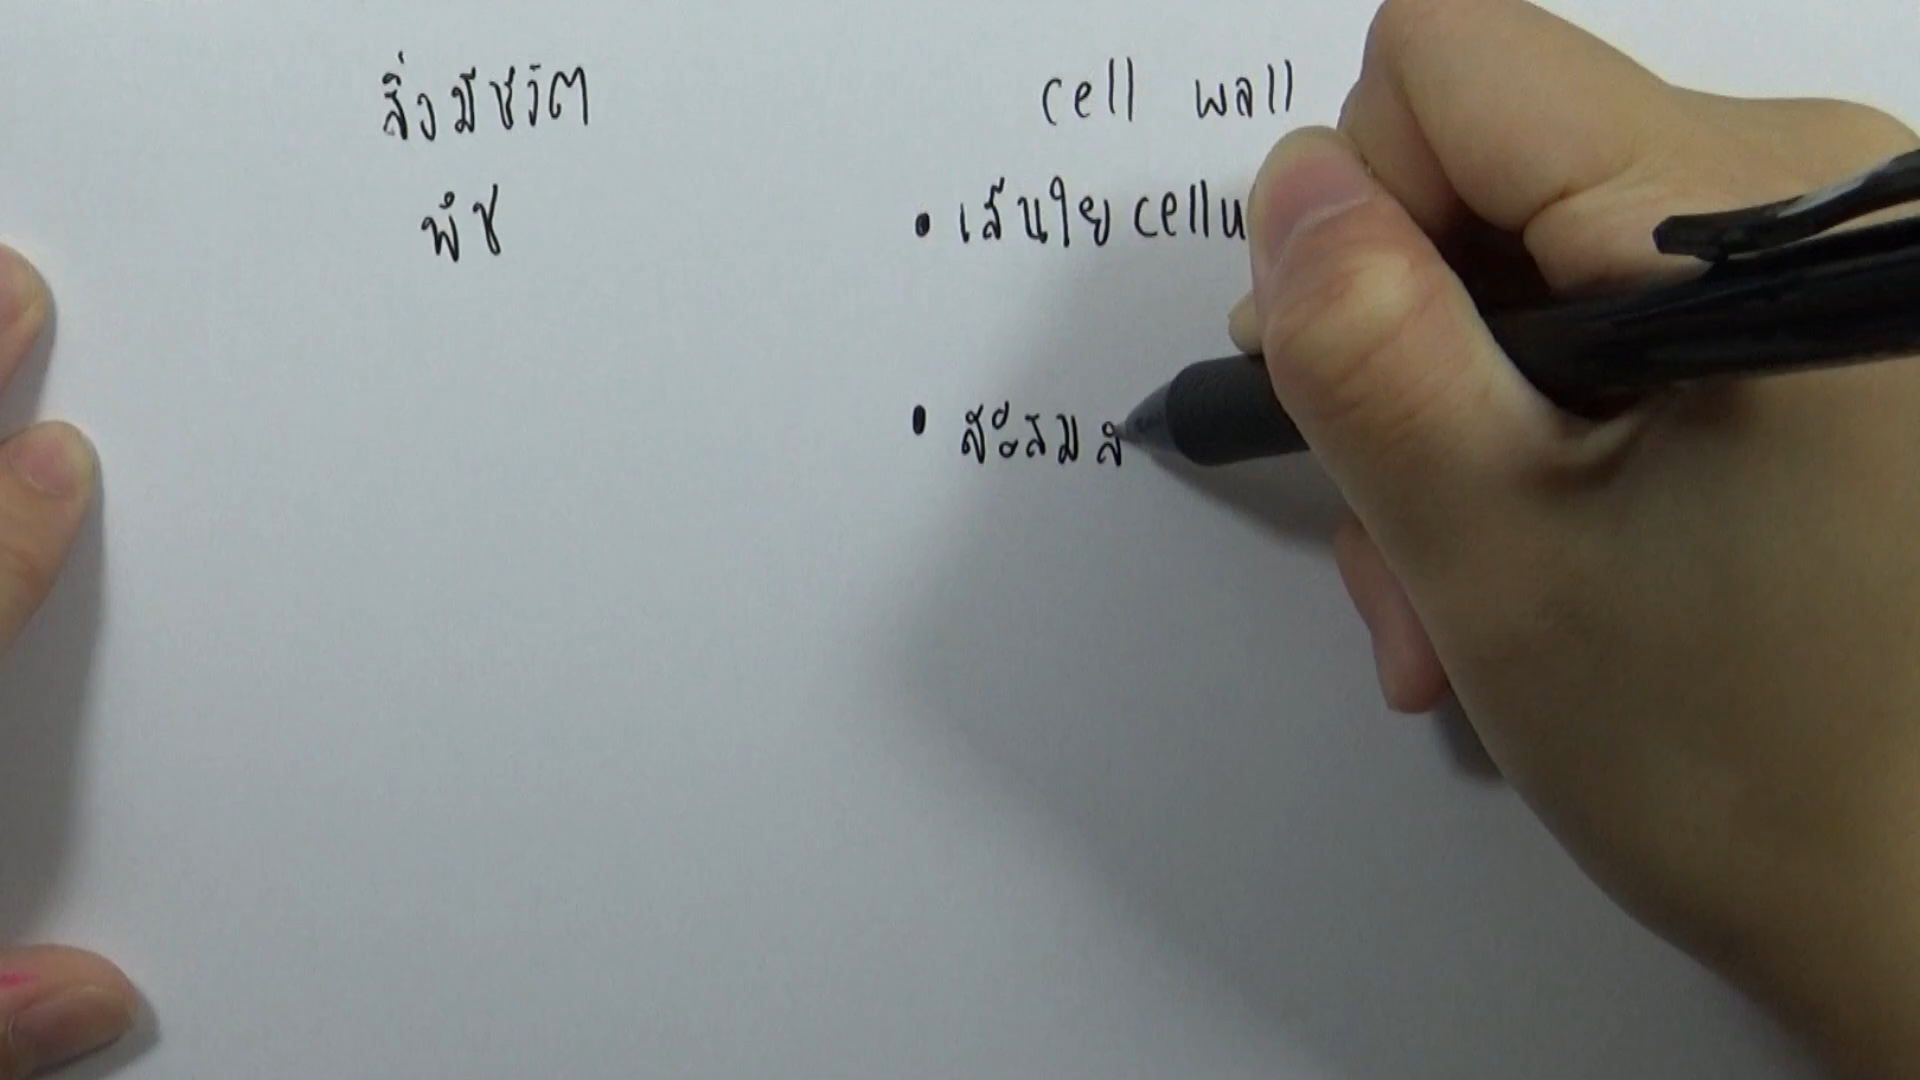 สิ่งมีชีวิต cell wall
พืช • เส้นใย cellu
• สะสม ส